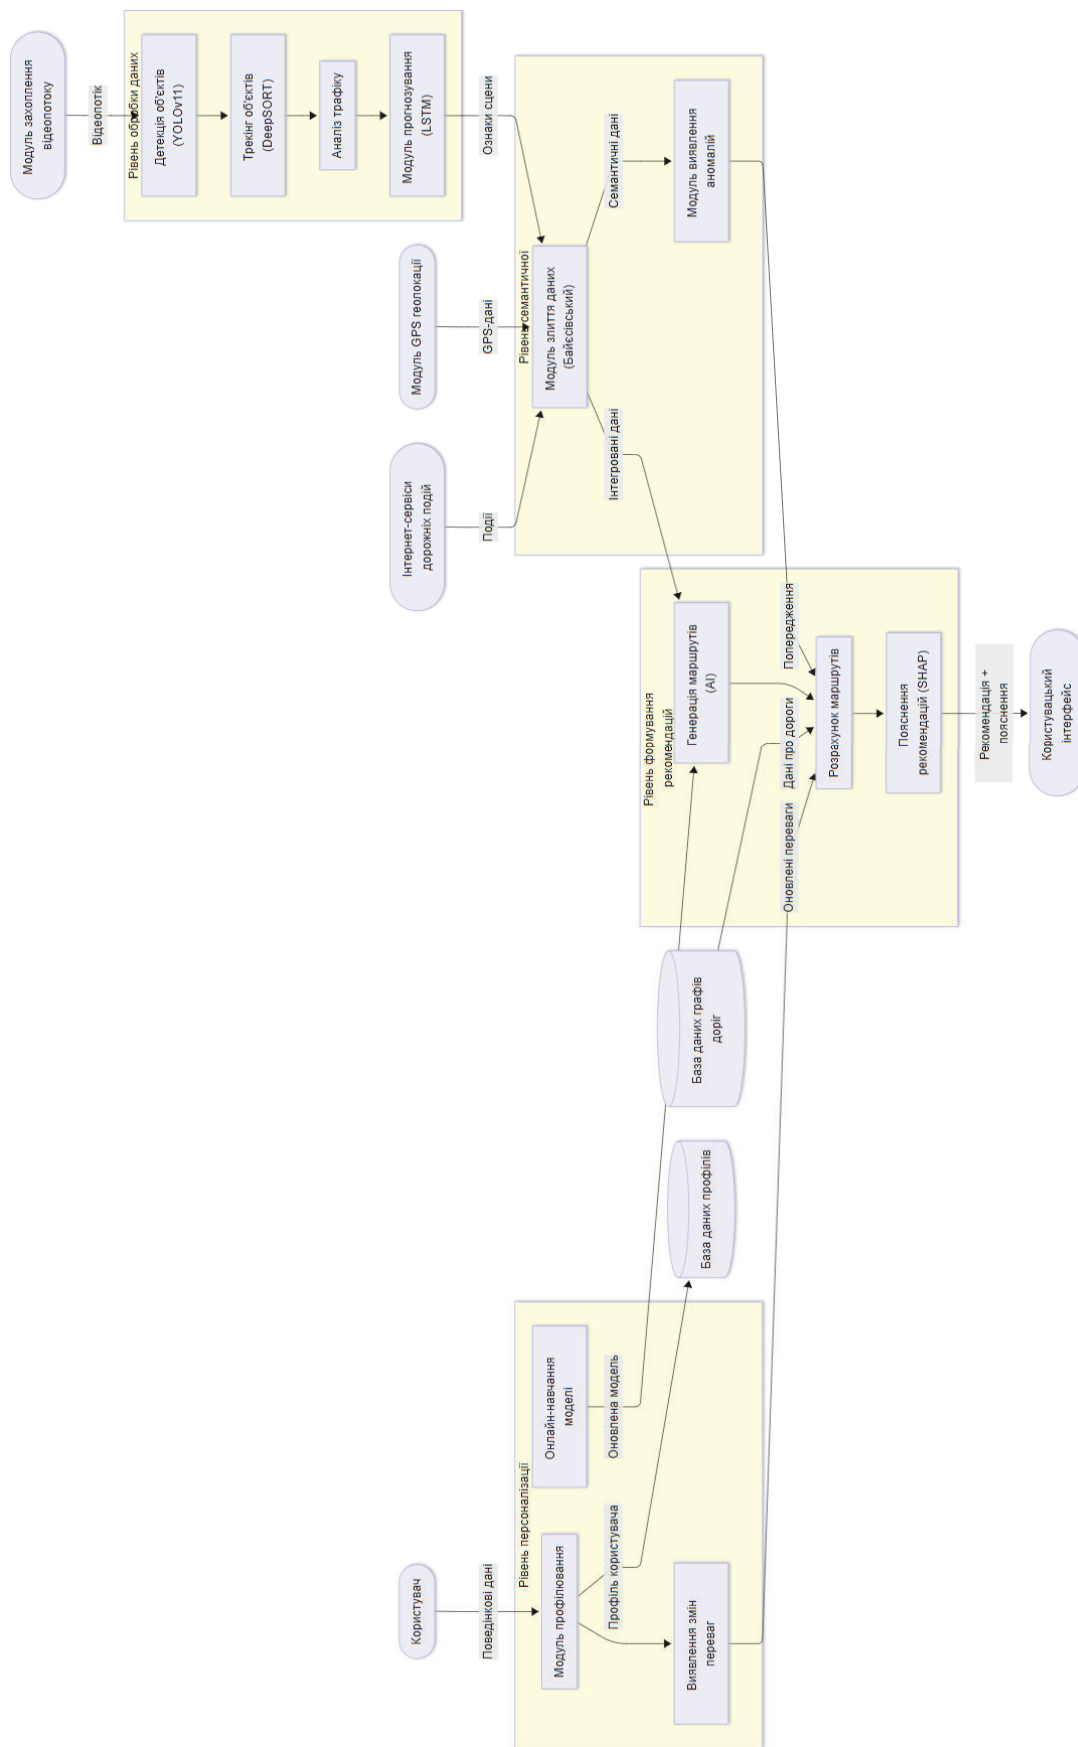 Модуль захоплення
відеопотоку
Відеопотік
Рівень обробки даних
Детекція об'єктів
(YOLOv11)
Трекінг об'єктів
(DeepSORT)
Аналіз трафіку
Модуль прогнозування
(LSTM)
Ознаки сцени
Модуль GPS геолокації
GPS-дані
Інтернет-сервіси
дорожніх подій
Події
Рівень семантичної
Модуль злиття даних
(Байєсівський)
Семантичні дані
Інтегровані дані
Модуль виявлення
аномалій
Рівень формування
рекомендацій
Генерація маршрутів
(AI)
Попередження
Дані про дороги
Оновлені переваги
Розрахунок маршрутів
Пояснення
рекомендацій (SHAP)
Рекомендація +
пояснення
Користувацький
інтерфейс
База даних графів
доріг
База даних профілів
Користувач
Поведінкові дані
Рівень персоналізації
Онлайн-навчання
моделі
Оновлена модель
Модуль профілювання
Профіль користувача
Виявлення змін
переваг